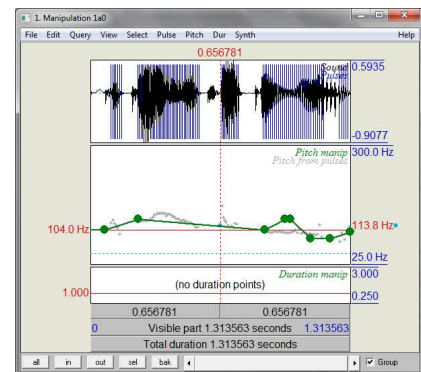 1. Manipulation 1a0
File Edit Query View Select Pulse Pitch Dur Synth Help
0.656781
Sound 0.5935
Pulses
-0.9077
Pitch manip 300.0 Hz
Pitch from pulses
104.0 Hz 113.8 Hz
25.0 Hz
Duration manip 3.000
(no duration points)
1.000 0.250
0.656781 0.656781
0 Visible part 1.313563 seconds 1.313563
Total duration 1.313563 seconds
all in out sel bak Group